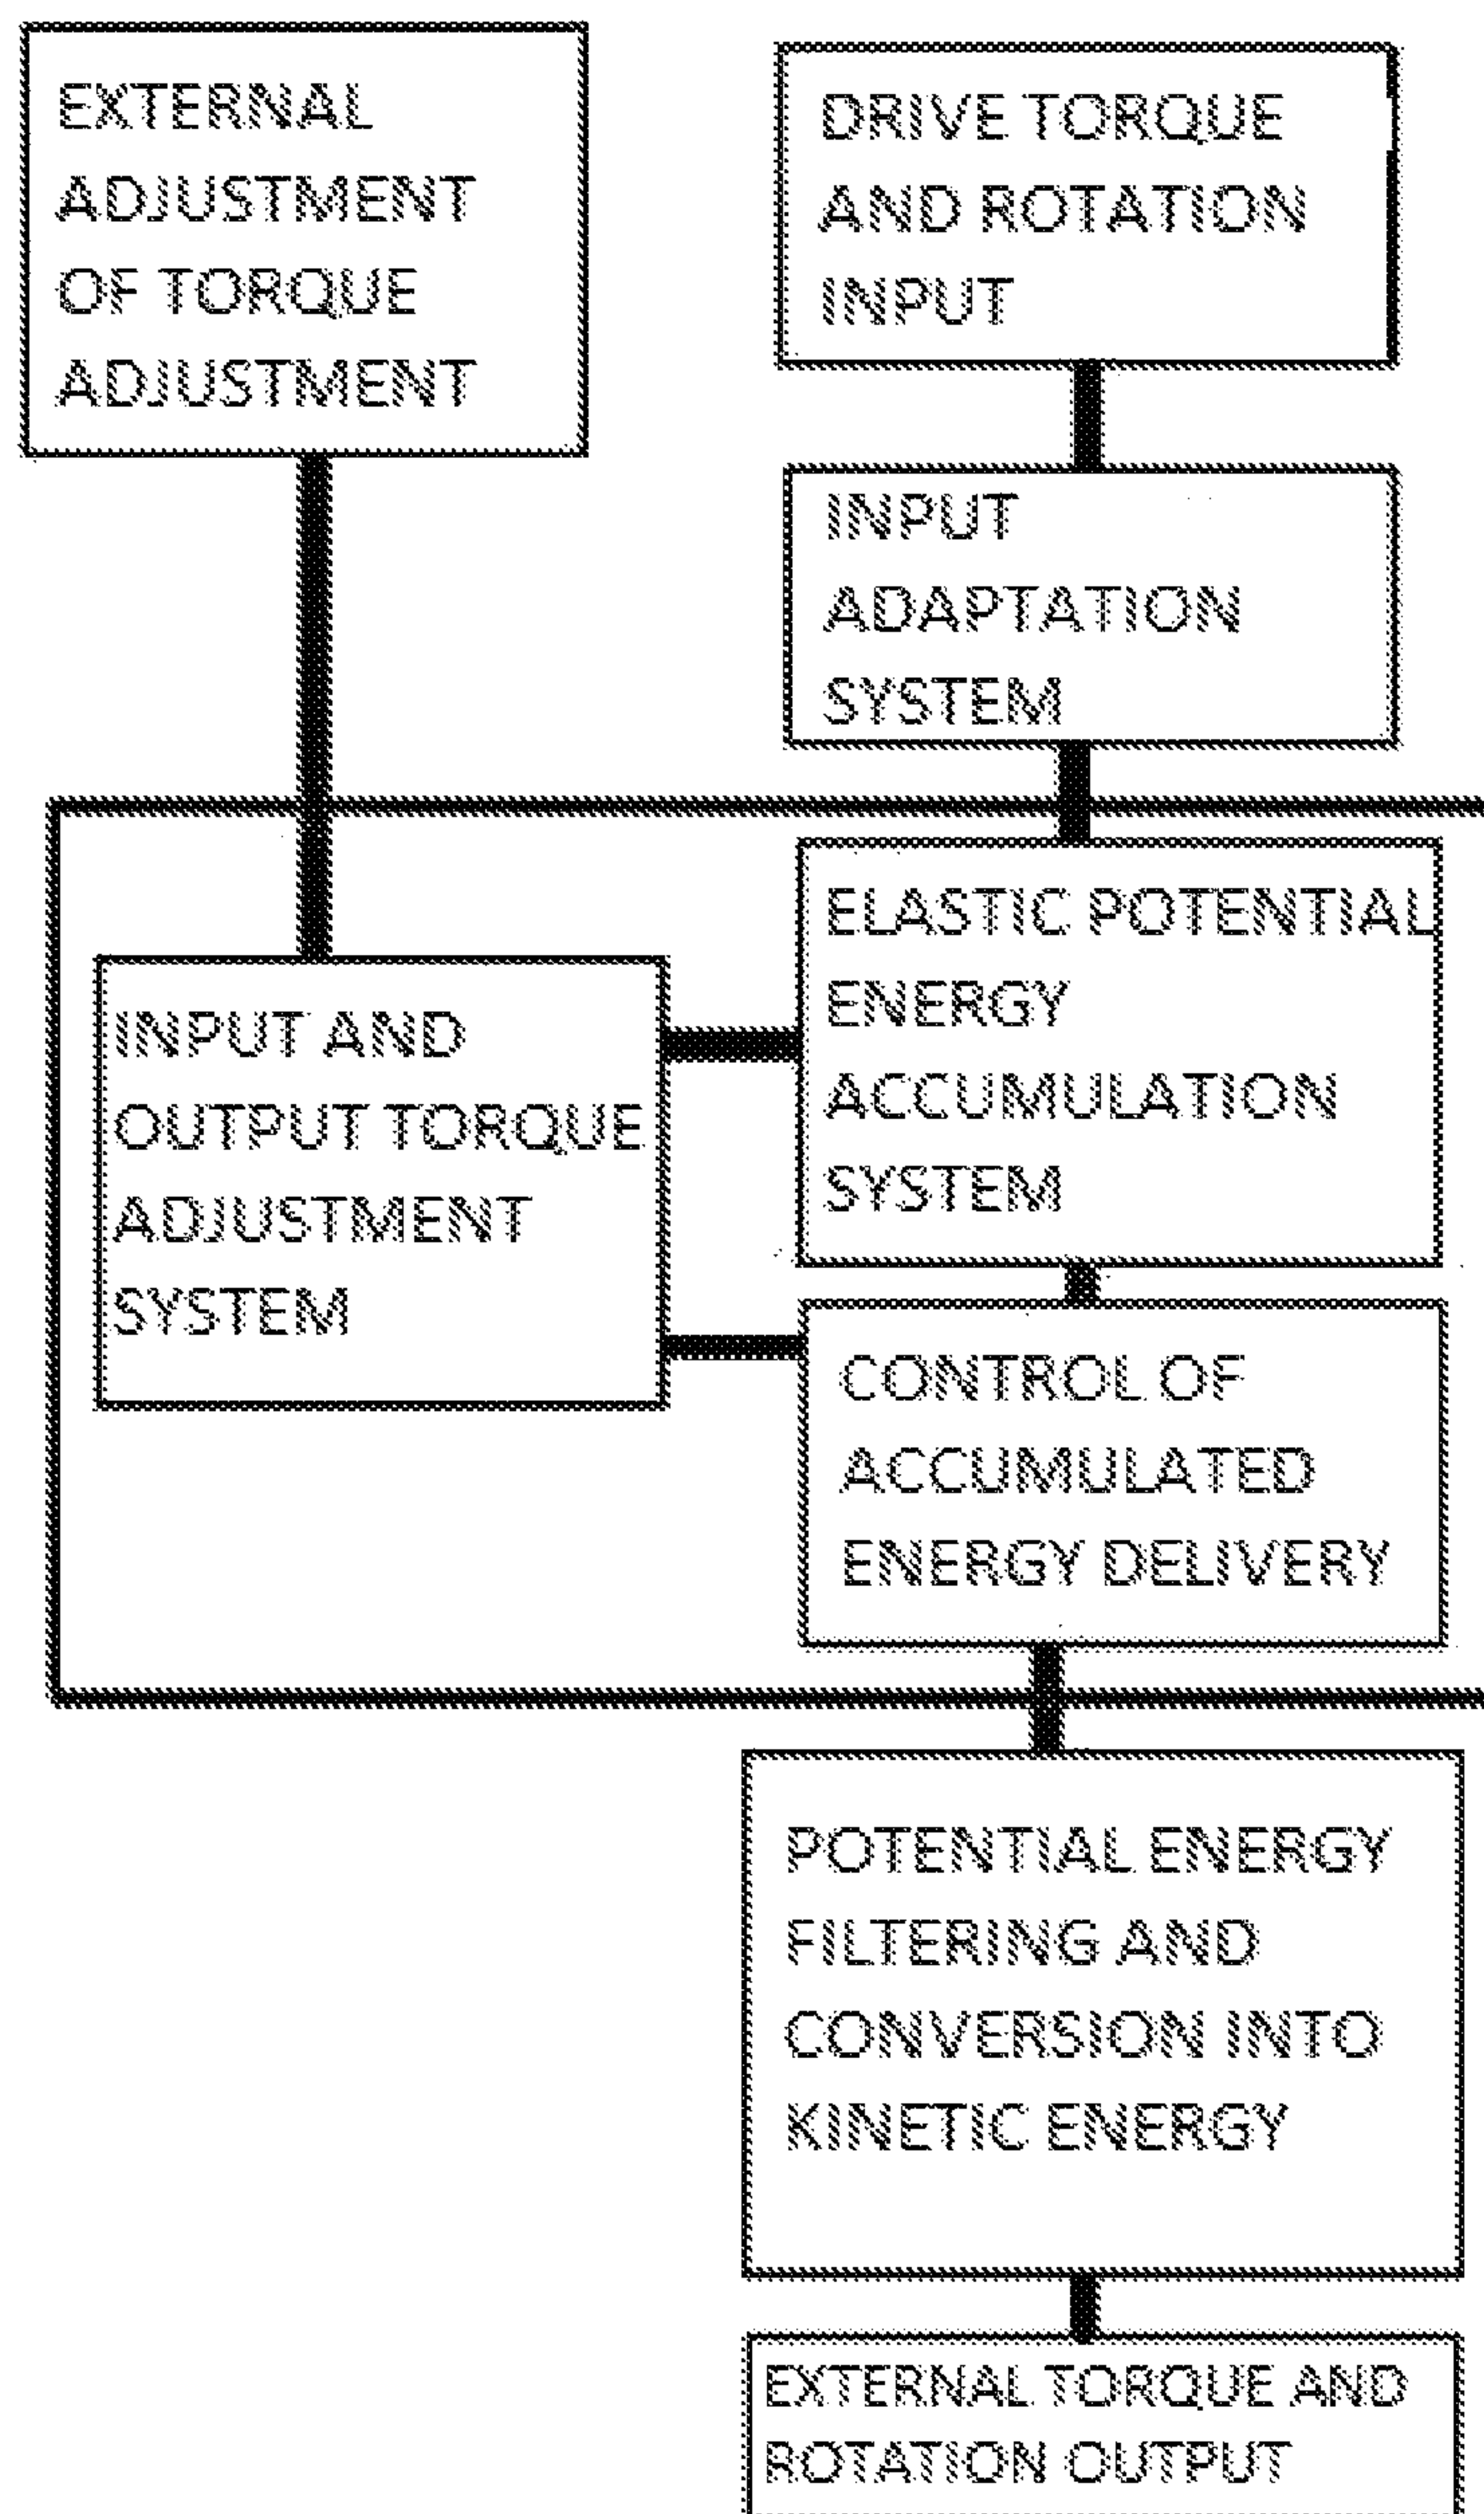 EXTERNAL
ADJUSTMENT
OF TORQUE
ADJUSTMENT
DRIVE TORQUE
AND ROTATION
INPUT
INPUT
ADAPTATION
SYSTEM
INPUT AND
OUTPUT TORQUE
ADJUSTMENT
SYSTEM
ELASTIC POTENTIAL
ENERGY
ACCUMULATION
SYSTEM
CONTROL OF
ACCUMULATED
ENERGY DELIVERY
POTENTIAL ENERGY
FILTERING AND
CONVERSION INTO
KINETIC ENERGY
EXTERNAL TORQUE AND
ROTATION OUTPUT